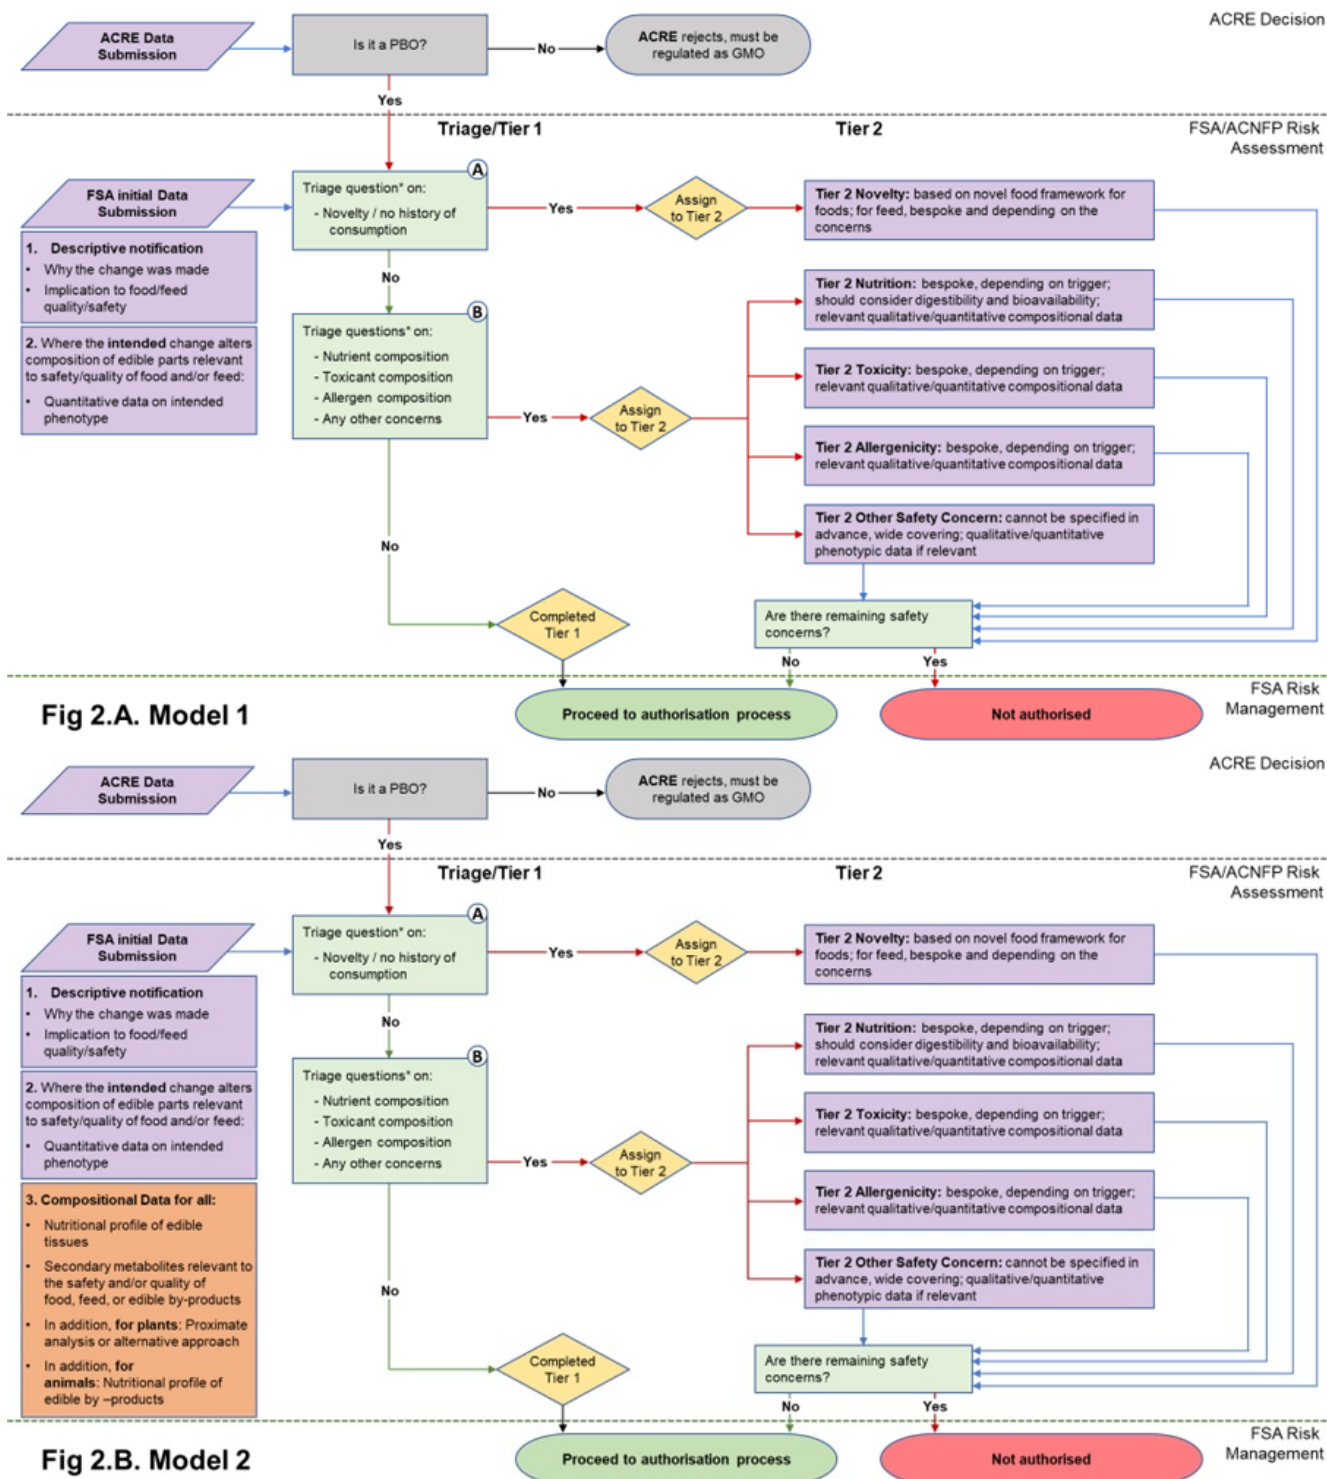 ACRE Decision
ACRE Data
Submission
Is it a PBO?
No
ACRE rejects, must be
regulated as GMO
Yes
Triage/Tier 1
Tier 2
FSA/ACNFP Risk
Assessment
FSA initial Data
Submission
A
Triage question* on:
- Novelty / no history of
consumption
Yes
Assign
to Tier 2
Tier 2 Novelty: based on novel food framework for
foods; for feed, bespoke and depending on the
concerns
1. Descriptive notification
• Why the change was made
• Implication to food/feed
quality/safety
No
2. Where the intended change alters
composition of edible parts relevant
to safety/quality of food and/or feed:
• Quantitative data on intended
phenotype
B
Triage questions* on:
- Nutrient composition
- Toxicant composition
- Allergen composition
- Any other concerns
Yes
Assign
to Tier 2
Tier 2 Nutrition: bespoke, depending on trigger;
should consider digestibility and bioavailability;
relevant qualitative/quantitative compositional data
Tier 2 Toxicity: bespoke, depending on trigger;
relevant qualitative/quantitative compositional data
Tier 2 Allergenicity: bespoke, depending on trigger;
relevant qualitative/quantitative compositional data
Tier 2 Other Safety Concern: cannot be specified in
advance, wide covering; qualitative/quantitative
phenotypic data if relevant
No
Completed
Tier 1
Are there remaining safety
concerns?
No
Yes
FSA Risk
Management
Fig 2.A. Model 1
Proceed to authorisation process
Not authorised
ACRE Decision
ACRE Data
Submission
Is it a PBO?
No
ACRE rejects, must be
regulated as GMO
Yes
Triage/Tier 1
Tier 2
FSA/ACNFP Risk
Assessment
FSA initial Data
Submission
A
Triage question* on:
- Novelty / no history of
consumption
Yes
Assign
to Tier 2
Tier 2 Novelty: based on novel food framework for
foods; for feed, bespoke and depending on the
concerns
1. Descriptive notification
• Why the change was made
• Implication to food/feed
quality/safety
No
2. Where the intended change alters
composition of edible parts relevant
to safety/quality of food and/or feed:
• Quantitative data on intended
phenotype
B
Triage questions* on:
- Nutrient composition
- Toxicant composition
- Allergen composition
- Any other concerns
Yes
Assign
to Tier 2
Tier 2 Nutrition: bespoke, depending on trigger;
should consider digestibility and bioavailability;
relevant qualitative/quantitative compositional data
Tier 2 Toxicity: bespoke, depending on trigger;
relevant qualitative/quantitative compositional data
Tier 2 Allergenicity: bespoke, depending on trigger;
relevant qualitative/quantitative compositional data
Tier 2 Other Safety Concern: cannot be specified in
advance, wide covering; qualitative/quantitative
phenotypic data if relevant
3. Compositional Data for all:
• Nutritional profile of edible
tissues
• Secondary metabolites relevant to
the safety and/or quality of
food, feed, or edible by-products
• In addition, for plants: Proximate
analysis or alternative approach
• In addition, for
animals: Nutritional profile of
edible by –products
No
Completed
Tier 1
Are there remaining safety
concerns?
No
Yes
FSA Risk
Management
Fig 2.B. Model 2
Proceed to authorisation process
Not authorised